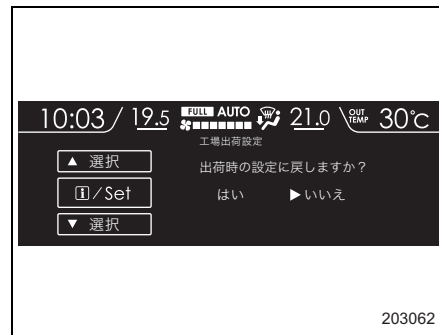 10:03 / 19.5 FULL AUTO 21.0 OUT TEMP 30℃
工場出荷設定
▲ 選択
出荷時の設定に戻しますか？
i/Set
はい ▶いいえ
▼ 選択
203062